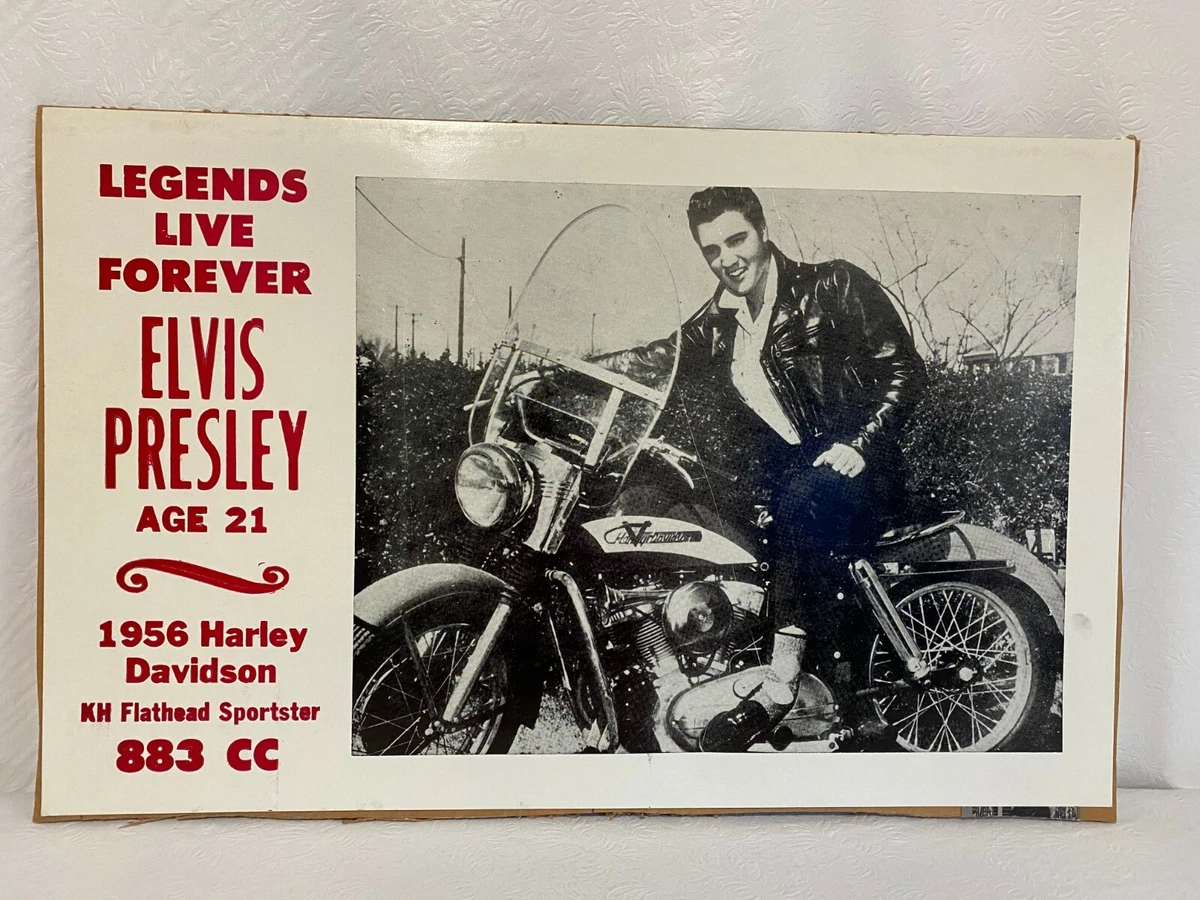 LEGENDS
LIVE
FOREVER
ELVIS
PRESLEY
AGE 21
1956 Harley
Davidson
KH Flathead Sportster
883 CC
Harley-Davidson